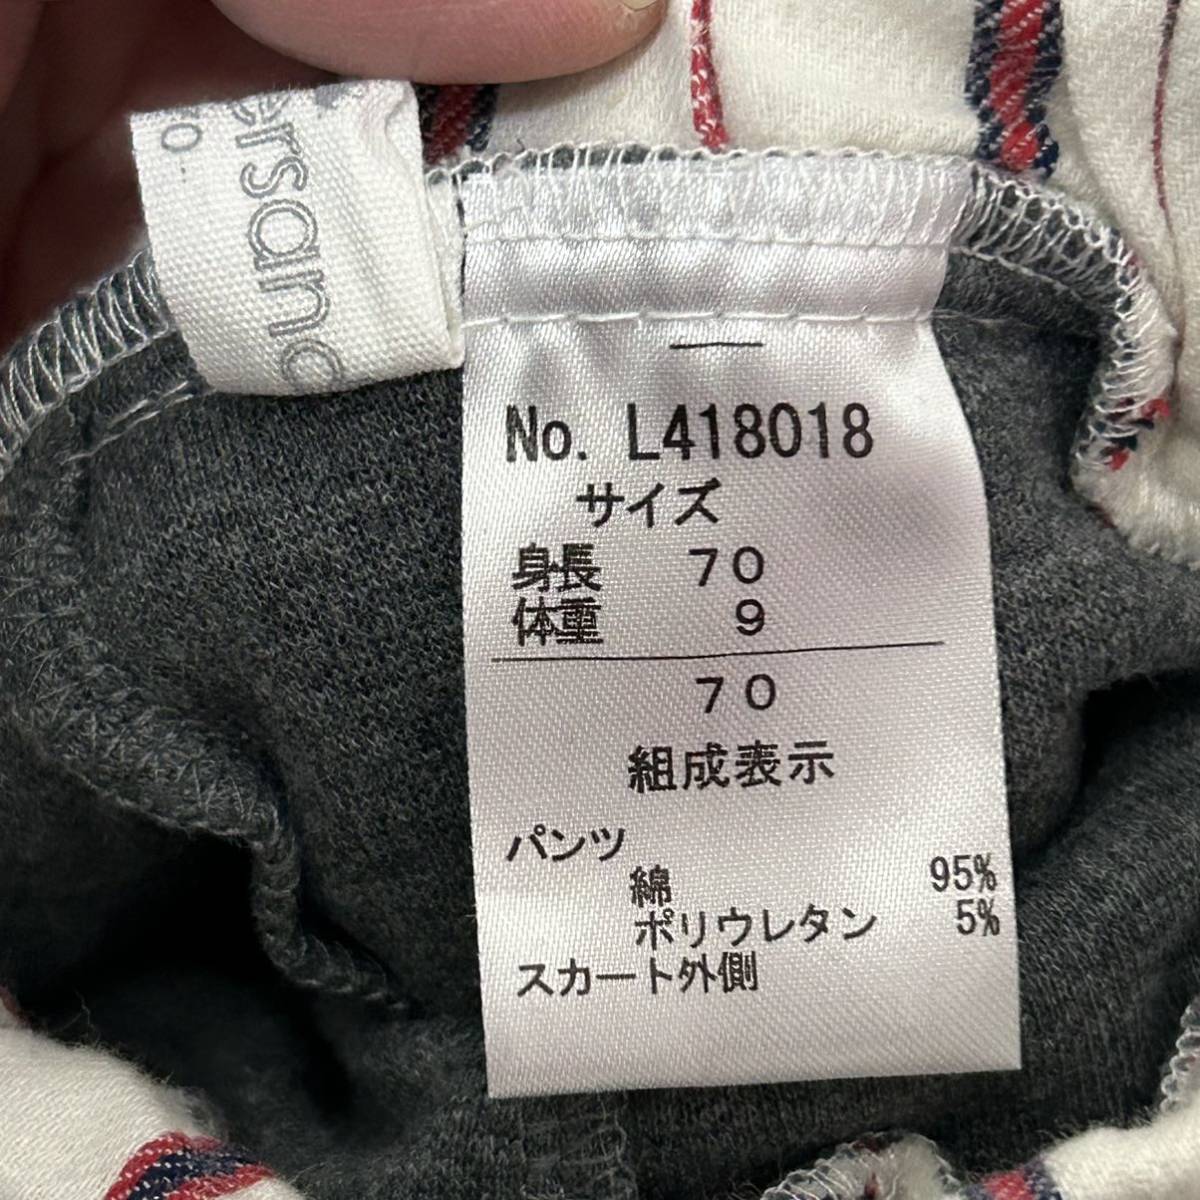 70
No. L418018
サイズ
身長 70
体重 9
70
組成表示
パンツ
綿 95%
ポリウレタン 5%
スカート外側